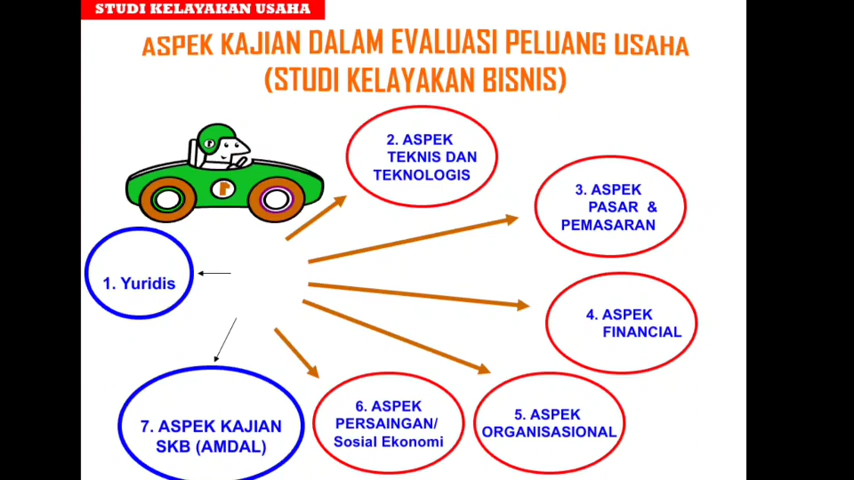 STUDI KELAYAKAN USAHA
ASPEK KAJIAN DALAM EVALUASI PELUANG USAHA
(STUDI KELAYAKAN BISNIS)
P
P
1. Yuridis
2. ASPEK
TEKNIS DAN
TEKNOLOGIS
3. ASPEK
PASAR &
PEMASARAN
4. ASPEK
FINANCIAL
5. ASPEK
ORGANISASIONAL
6. ASPEK
PERSAINGAN/
Sosial Ekonomi
7. ASPEK KAJIAN
SKB (AMDAL)